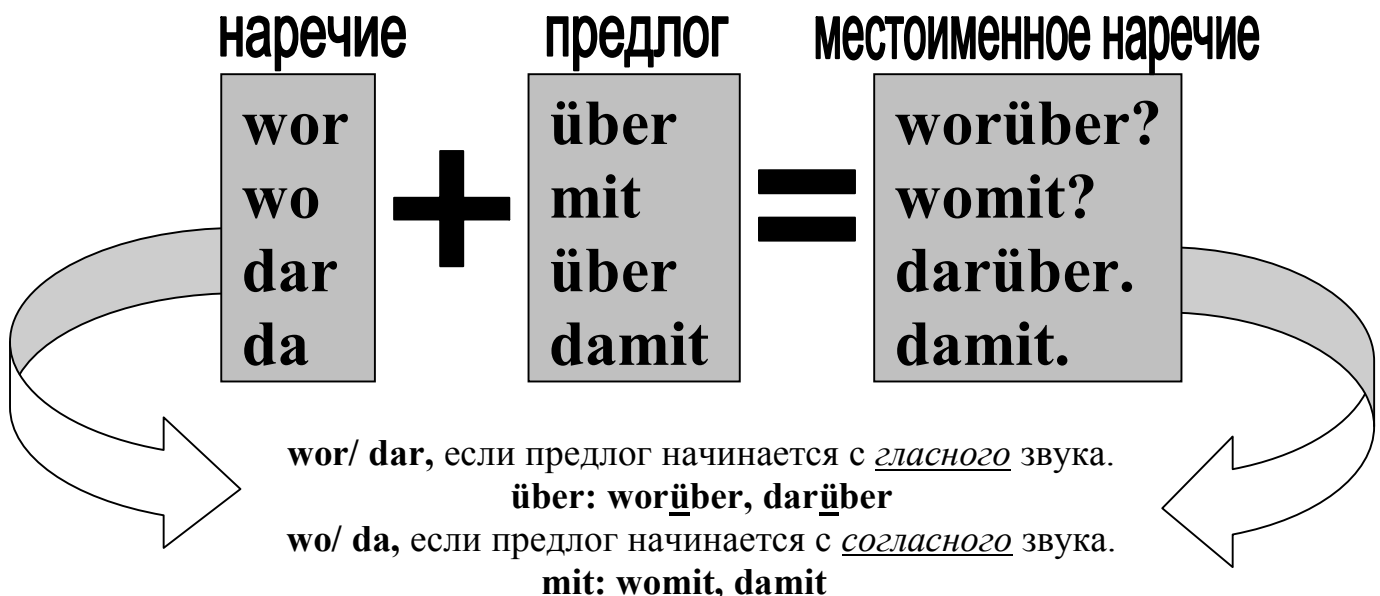 наречие предлог местоименное наречие
wor über worüber?
wo mit womit?
dar über darüber.
da damit damit.
wor/ dar, если предлог начинается с гласного звука.
über: worüber, darüber
wo/ da, если предлог начинается с согласного звука.
mit: womit, damit